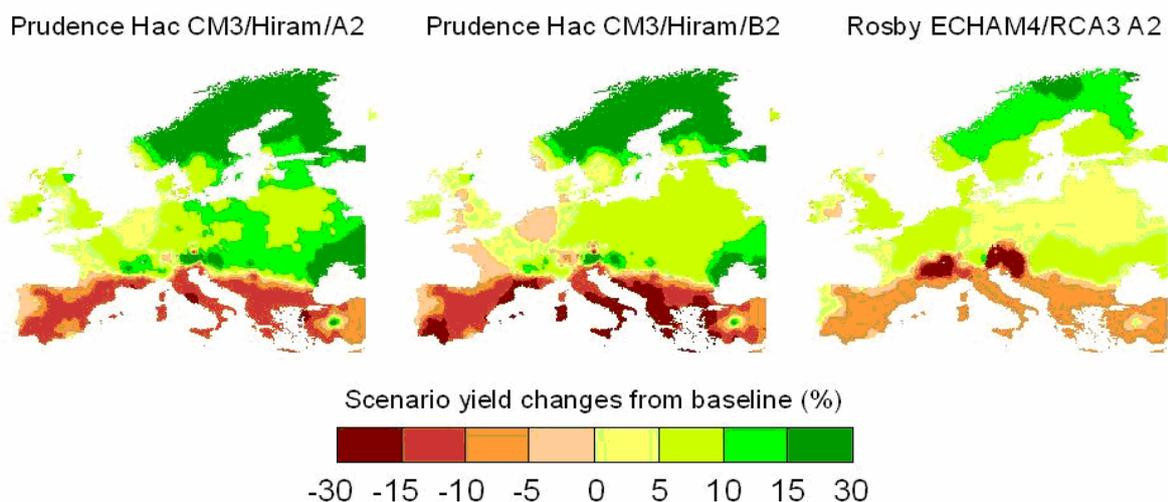 Prudence Hac CM3/Hiram/A2
Prudence Hac CM3/Hiram/B2
Rosby ECHAM4/RCA3 A2
Scenario yield changes from baseline (%)
-30 -15 -10 -5 0 5 10 15 30